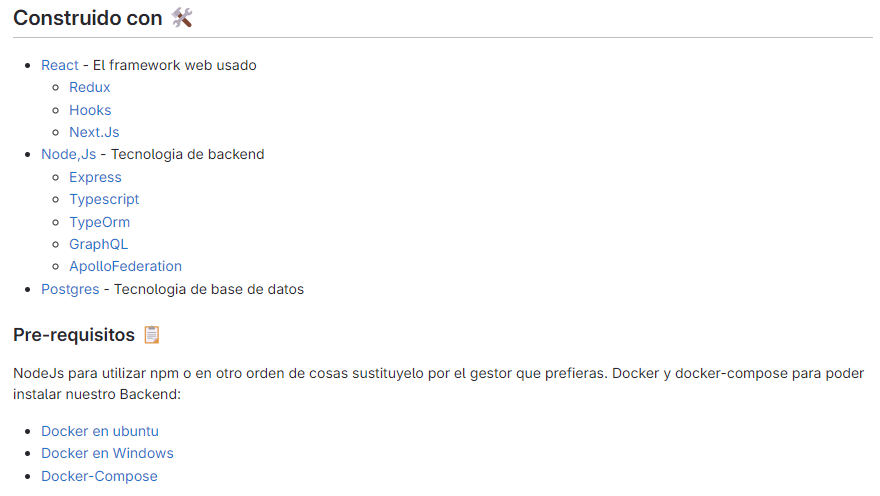 Construido con 🛠️
React - El framework web usado
Redux
Hooks
Next.Js
Node,Js - Tecnologia de backend
Express
Typescript
TypeOrm
GraphQL
ApolloFederation
Postgres - Tecnologia de base de datos
Pre-requisitos 📋
NodeJs para utilizar npm o en otro orden de cosas sustituyelo por el gestor que prefieras. Docker y docker-compose para poder
instalar nuestro Backend:
Docker en ubuntu
Docker en Windows
Docker-Compose